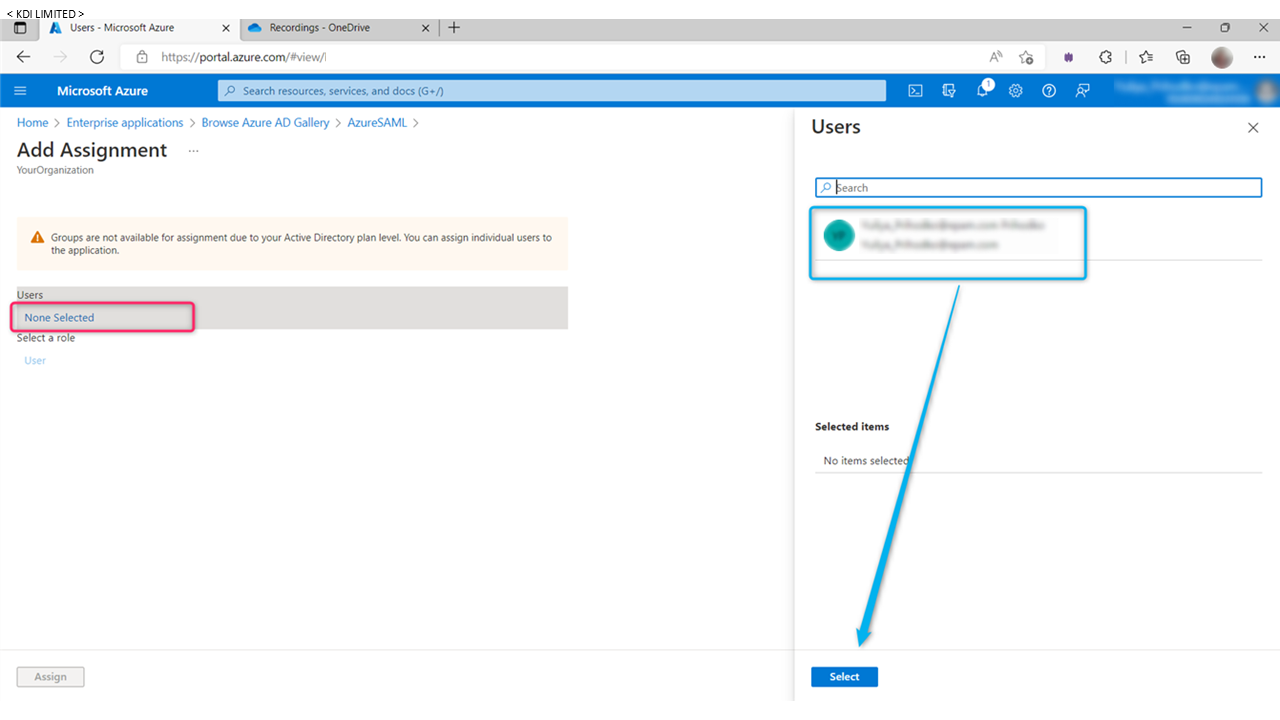 < KDI LIMITED >
Users - Microsoft Azure
Recordings - OneDrive
https://portal.azure.com/#view/
Microsoft Azure
Search resources, services, and docs (G+/)
1
Home > Enterprise applications > Browse Azure AD Gallery > AzureSAML >
Add Assignment ...
YourOrganization
Groups are not available for assignment due to your Active Directory plan level. You can assign individual users to
the application.
Users
None Selected
Select a role
User
Assign
Users
Search
Selected items
No items selected
Select